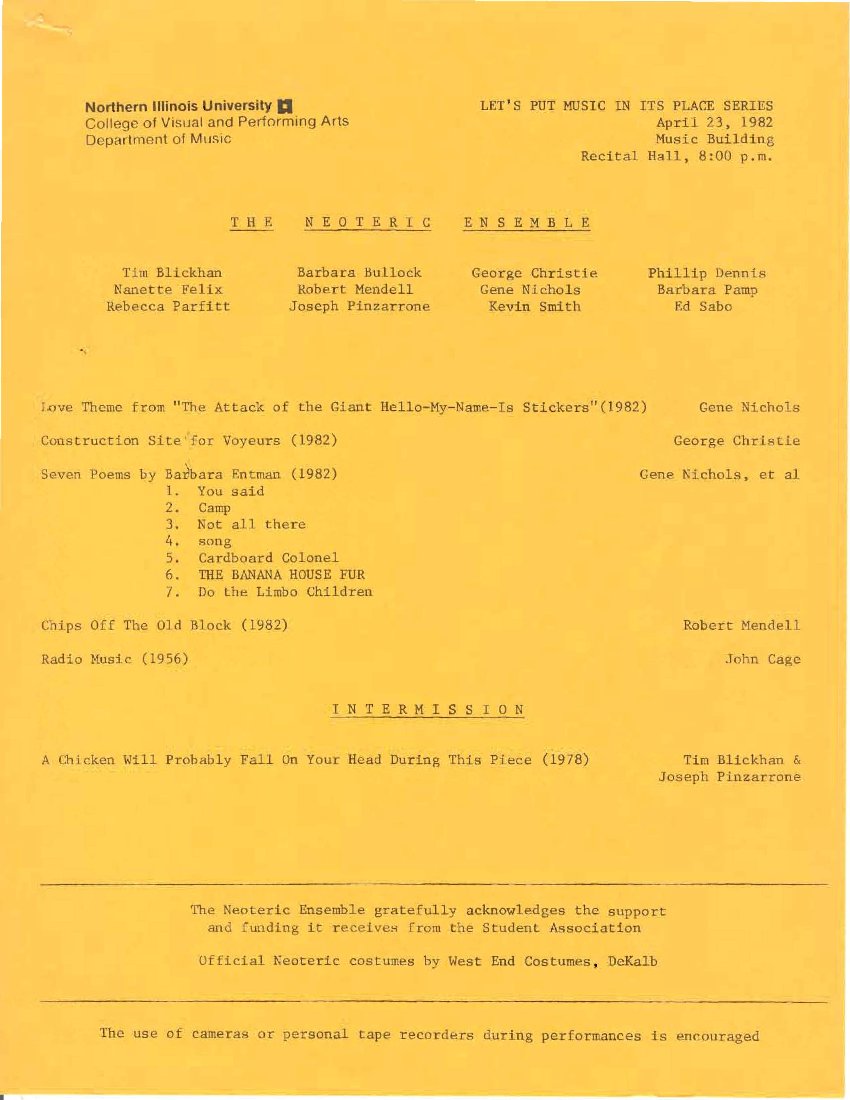 Northern Illinois University
College of Visual and Performing Arts
Department of Music
LET'S PUT MUSIC IN ITS PLACE SERIES
April 23, 1982
Music Building
Recital Hall, 8:00 p.m.
THE NEOTERIC ENSEMBLE
Tim Blickhan Barbara Bullock George Christie Phillip Dennis
Nanette Felix Robert Mendell Gene Nichols Barbara Pamp
Rebecca Parfitt Joseph Pinzarrone Kevin Smith Ed Sabo
Love Theme from "The Attack of the Giant Hello-My-Name-Is Stickers"(1982) Gene Nichols
Construction Site for Voyeurs (1982) George Christie
Seven Poems by Barbara Entman (1982) Gene Nichols, et al
1. You said
2. Camp
3. Not all there
4. song
5. Cardboard Colonel
6. THE BANANA HOUSE FUR
7. Do the Limbo Children
Chips Off The Old Block (1982) Robert Mendell
Radio Music (1956) John Cage
INTERMISSION
A Chicken Will Probably Fall On Your Head During This Piece (1978) Tim Blickhan &
Joseph Pinzarrone
The Neoteric Ensemble gratefully acknowledges the support
and funding it receives from the Student Association
Official Neoteric costumes by West End Costumes, DeKalb
The use of cameras or personal tape recorders during performances is encouraged